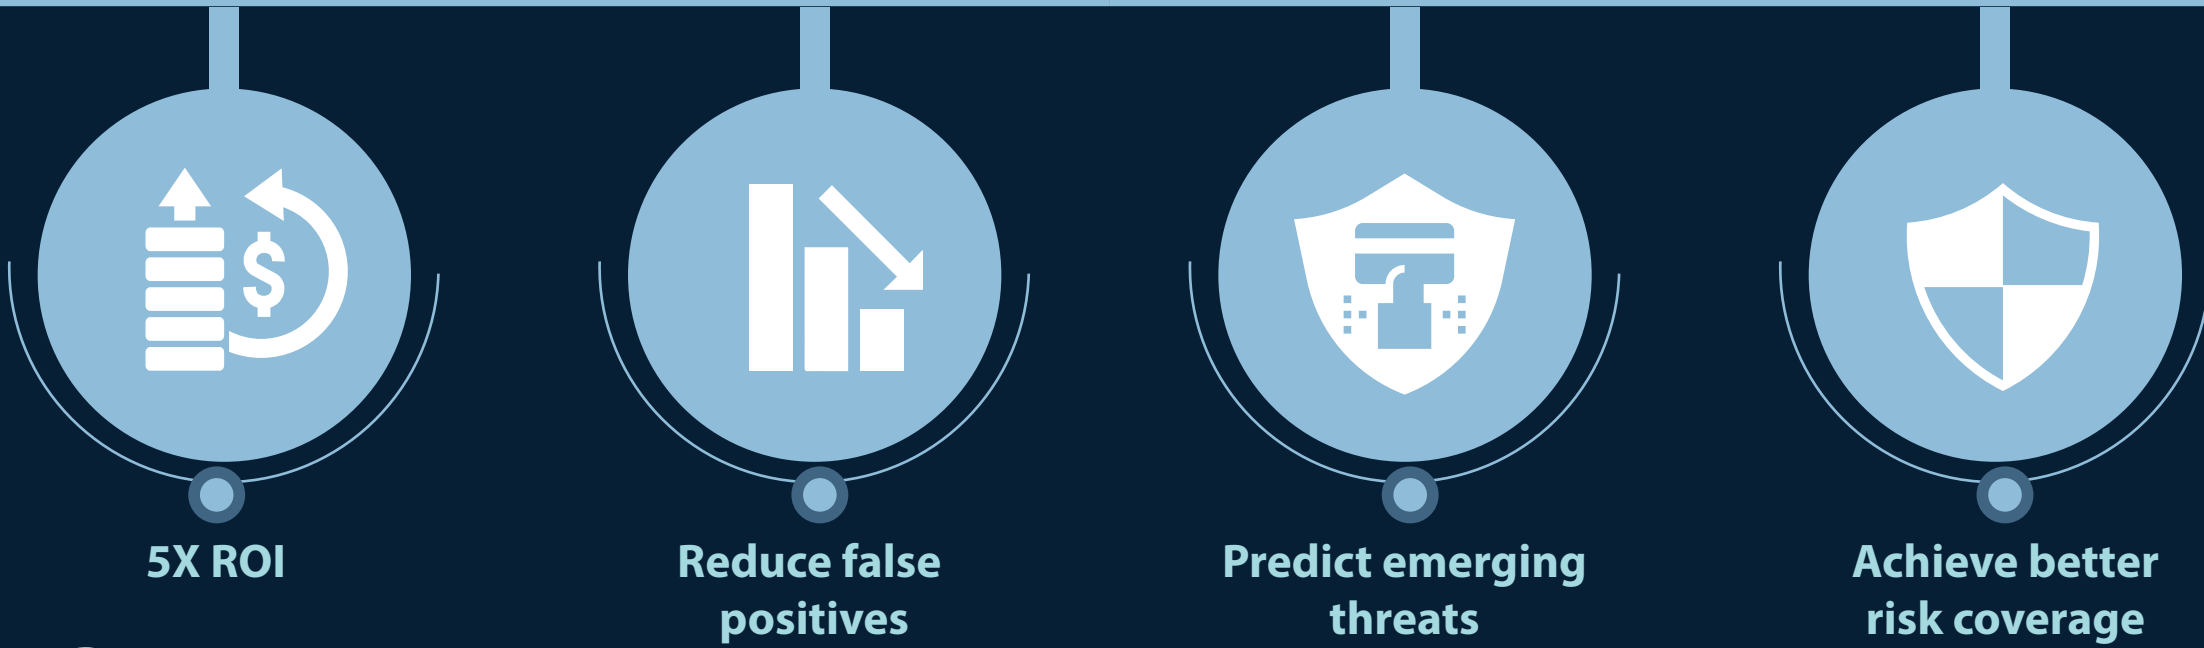 5X ROI
Reduce false
positives
Predict emerging
threats
Achieve better
risk coverage